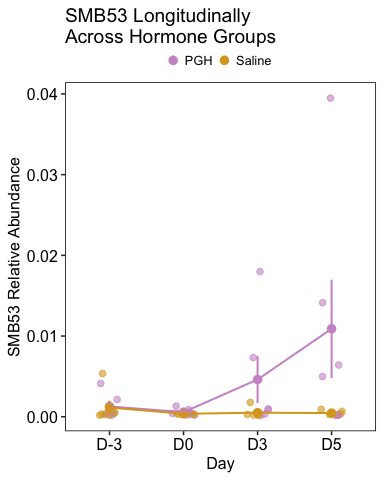 SMB53 Longitudinally
Across Hormone Groups
PGH Saline
SMB53 Relative Abundance
0.04
0.03
0.02
0.01
0.00
D-3 D0 D3 D5
Day